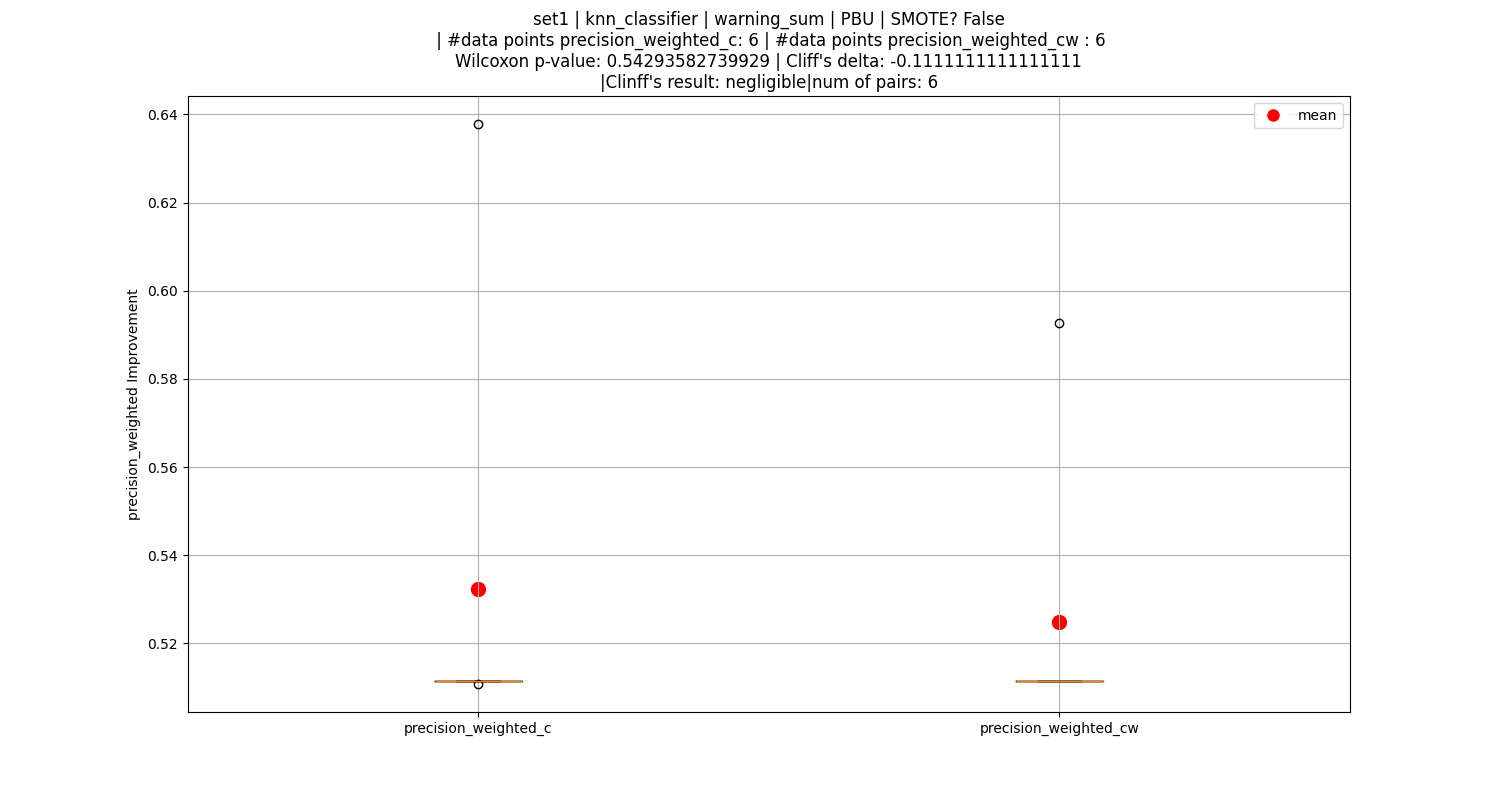 set1 | knn_classifier | warning_sum | PBU | SMOTE? False
| #data points precision_weighted_c: 6 | #data points precision_weighted_cw : 6
Wilcoxon p-value: 0.54293582739929 | Cliff's delta: -0.1111111111111111
|Clinff's result: negligible|num of pairs: 6
mean
precision_weighted Improvement
0.64
0.62
0.60
0.58
0.56
0.54
0.52
precision_weighted_c
precision_weighted_cw